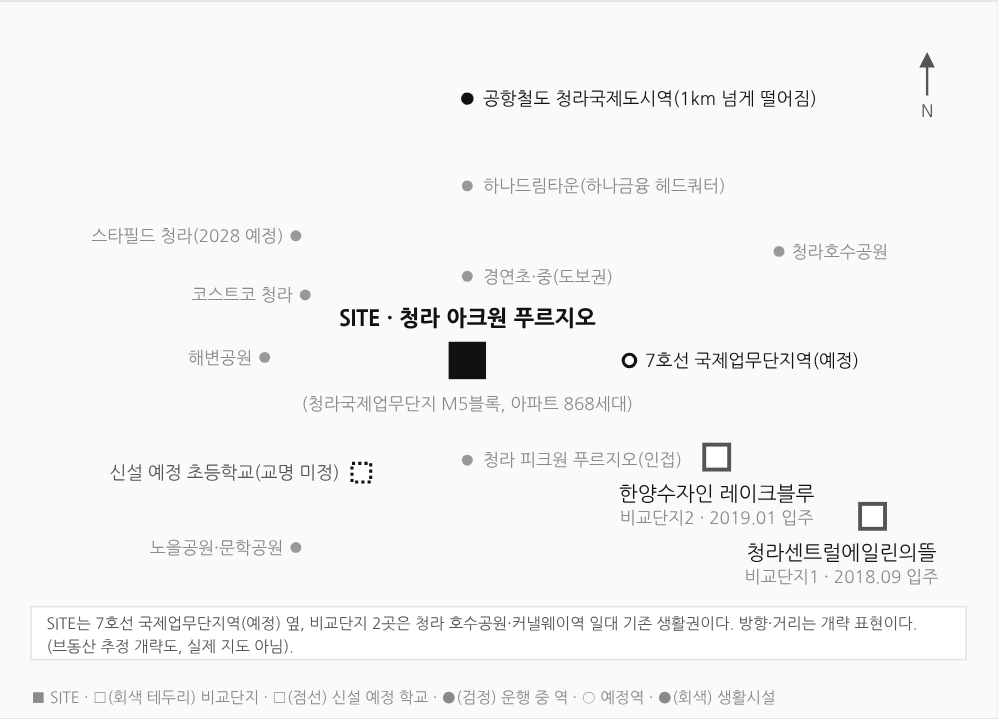 공항철도 청라국제도시역(1km 넘게 떨어짐)
N
하나드림타운(하나금융 헤드쿼터)
스타필드 청라(2028 예정)
청라호수공원
경연초·중(도보권)
코스트코 청라
SITE · 청라 아크원 푸르지오
해변공원
7호선 국제업무단지역(예정)
(청라국제업무단지 M5블록, 아파트 868세대)
신설 예정 초등학교(교명 미정)
청라 피크원 푸르지오(인접)
한양수자인 레이크블루
비교단지2 · 2019.01 입주
노을공원·문학공원
청라센트럴에일린의뜰
비교단지1 · 2018.09 입주
SITE는 7호선 국제업무단지역(예정) 옆, 비교단지 2곳은 청라 호수공원·커낼웨이역 일대 기존 생활권이다. 방향·거리는 개략 표현이다.
(브동산 추정 개략도, 실제 지도 아님).
■ SITE · □(회색 테두리) 비교단지 · □(점선) 신설 예정 학교 · ●(검정) 운행 중 역 · ○ 예정역 · ●(회색) 생활시설